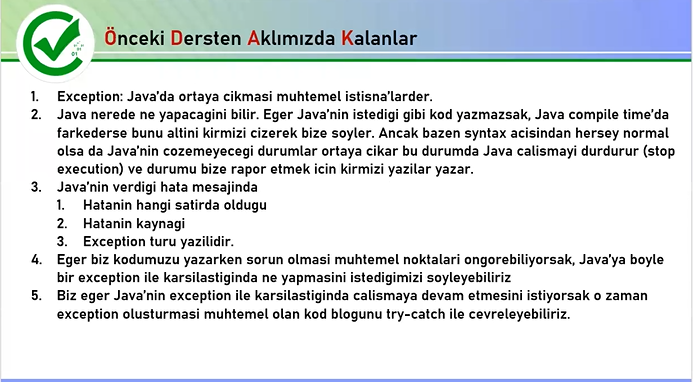 Önceki Dersten Aklımızda Kalanlar
1. Exception: Java’da ortaya cikmasi muhtemel istisna’larder.
2. Java nerede ne yapacagini bilir. Eger Java’nin istedigi gibi kod yazmazsak, Java compile time’da
farkederse bunu altini kirmizi cizerek bize soyler. Ancak bazen syntax acisindan hersey normal
olsa da Java’nin cozemeyecegi durumlar ortaya cikar bu durumda Java calismayi durdurur (stop
execution) ve durumu bize rapor etmek icin kirmizi yazilar yazar.
3. Java’nin verdigi hata mesajinda
1. Hatanin hangi satirda oldugu
2. Hatanin kaynagi
3. Exception turu yazilidir.
4. Eger biz kodumuzu yazarken sorun olmasi muhtemel noktalari ongorebiliyorsak, Java’ya boyle
bir exception ile karsilastiginda ne yapmasini istedigimizi soyleyebiliriz
5. Biz eger Java’nin exception ile karsilastiginda calismaya devam etmesini istiyorsak o zaman
exception olusturmasi muhtemel olan kod blogunu try-catch ile cevreleyebiliriz.